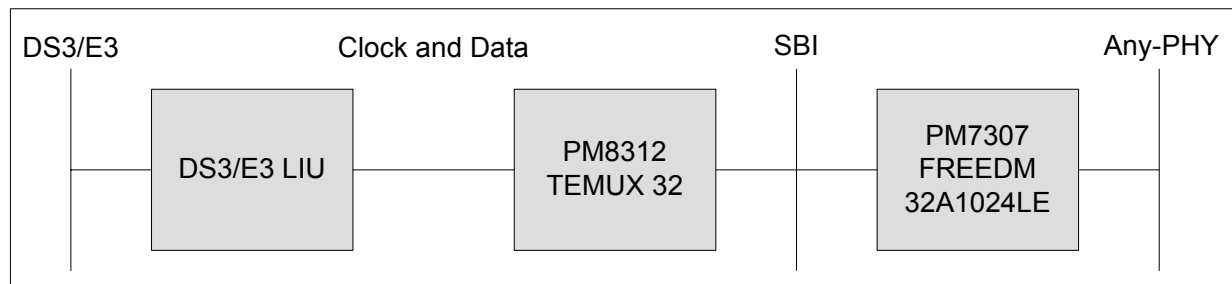 DS3/E3
Clock and Data
SBI
Any-PHY
DS3/E3 LIU
PM8312
TEMUX 32
PM7307
FREEDM
32A1024LE